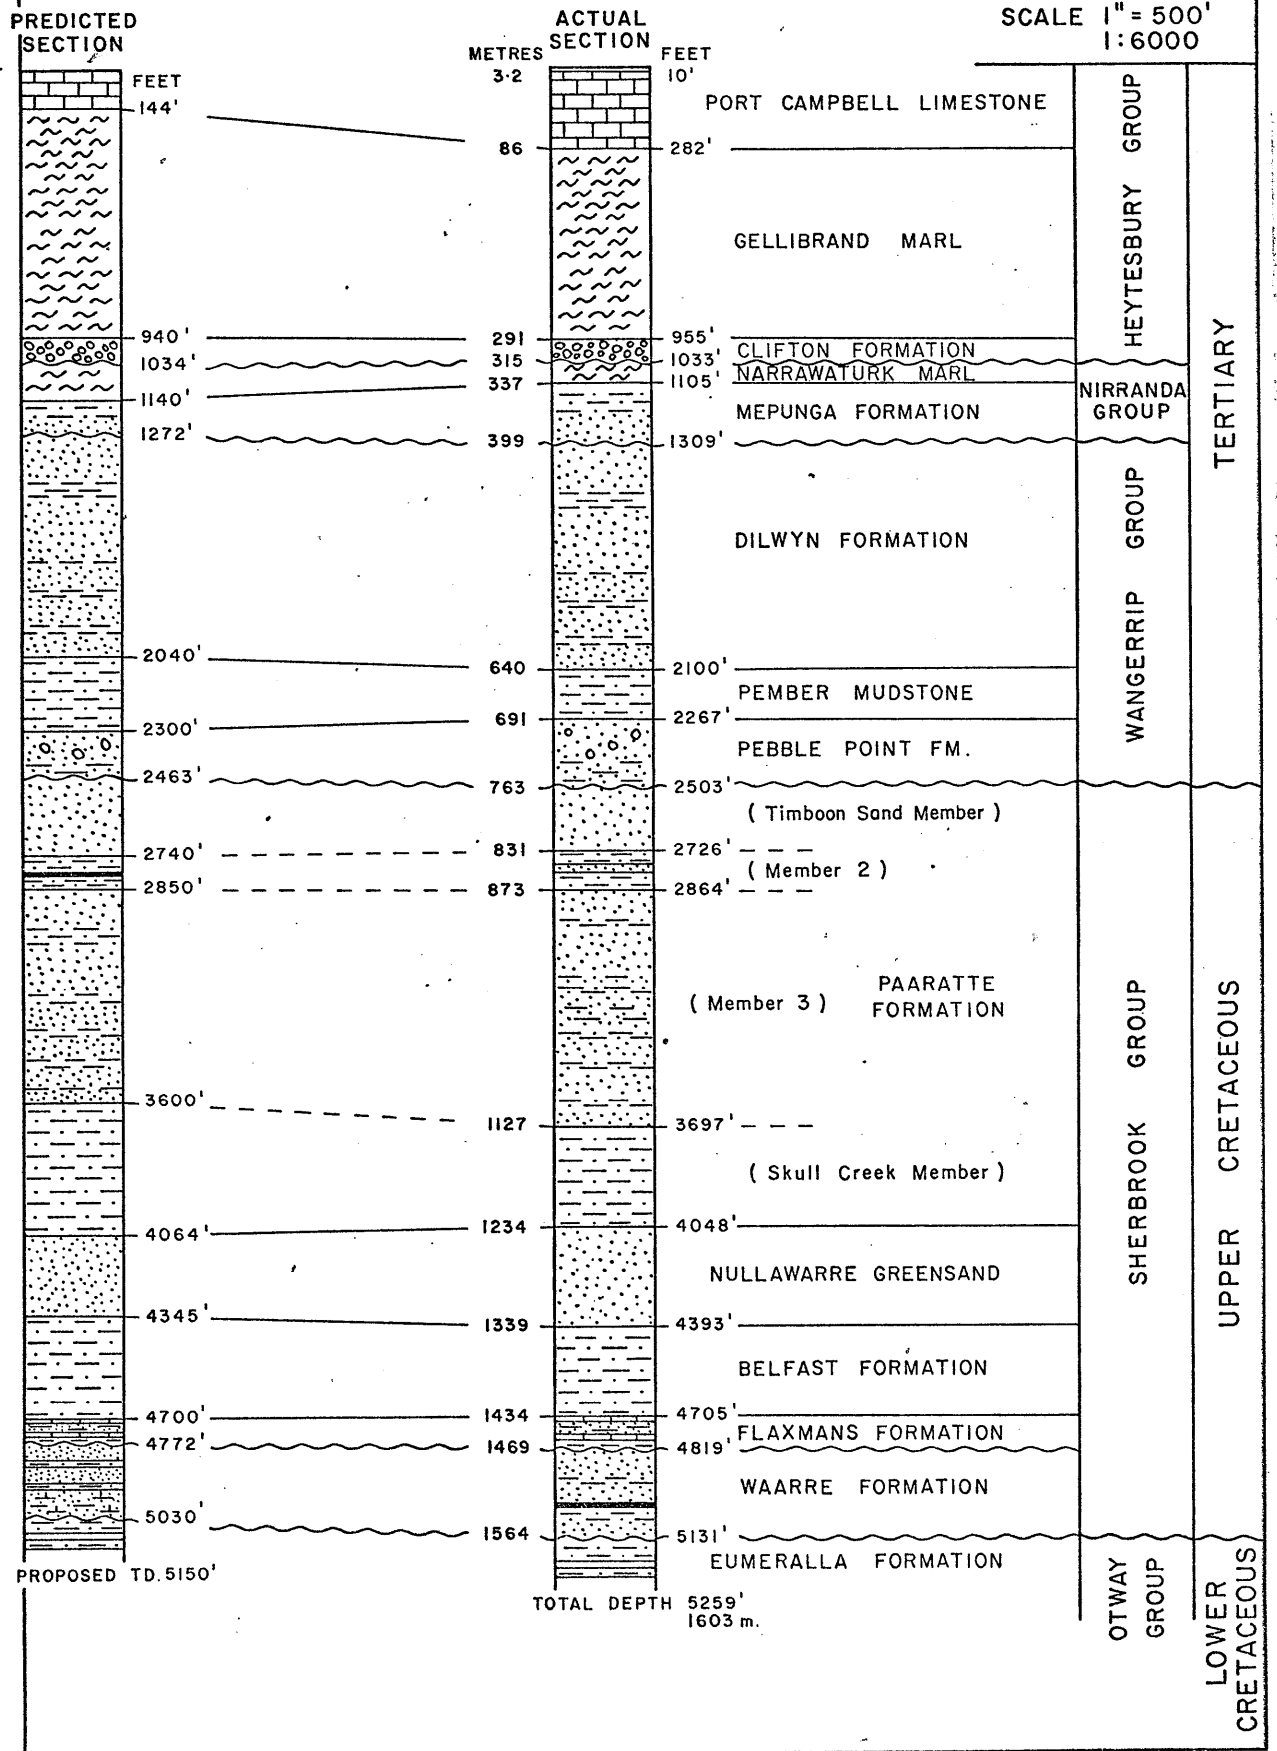 PREDICTED
SECTION
ACTUAL
SECTION
SCALE 1" = 500'
1:6000
FEET
METRES
FEET
3·2
10'
PORT CAMPBELL LIMESTONE
144'
86
282'
GELLIBRAND MARL
HEYTESBURY GROUP
940'
291
955'
CLIFTON FORMATION
1034'
315
1033'
NARRAWATURK MARL
1140'
337
1105'
MEPUNGA FORMATION
NIRRANDA
GROUP
1272'
399
1309'
TERTIARY
DILWYN FORMATION
WANGERRIP GROUP
2040'
640
2100'
PEMBER MUDSTONE
2300'
691
2267'
PEBBLE POINT FM.
2463'
763
2503'
( Timboon Sand Member )
2740'
831
2726'
( Member 2 )
2850'
873
2864'
( Member 3 )
PAARATTE
FORMATION
SHERBROOK GROUP
UPPER CRETACEOUS
3600'
1127
3697'
( Skull Creek Member )
4064'
1234
4048'
NULLAWARRE GREENSAND
4345'
1339
4393'
BELFAST FORMATION
4700'
1434
4705'
FLAXMANS FORMATION
4772'
1469
4819'
WAARRE FORMATION
5030'
1564
5131'
EUMERALLA FORMATION
OTWAY
GROUP
LOWER
CRETACEOUS
PROPOSED TD. 5150'
TOTAL DEPTH 5259'
1603 m.